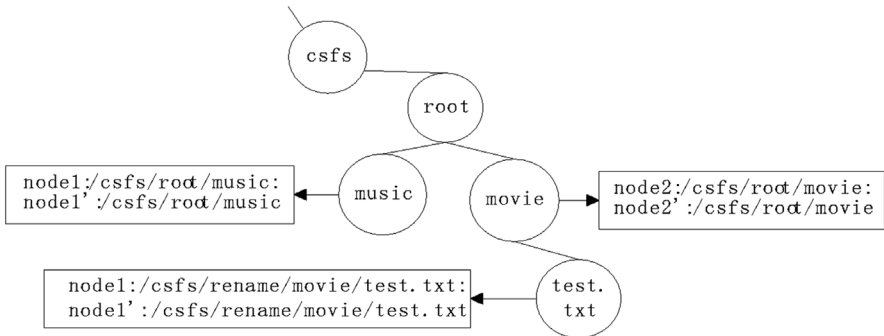 csfs
root
node1:/csfs/root/music:
node1':/csfs/root/music
music
movie
node2:/csfs/root/movie:
node2':/csfs/root/movie
node1:/csfs/rename/movie/test.txt:
node1':/csfs/rename/movie/test.txt
test.
txt